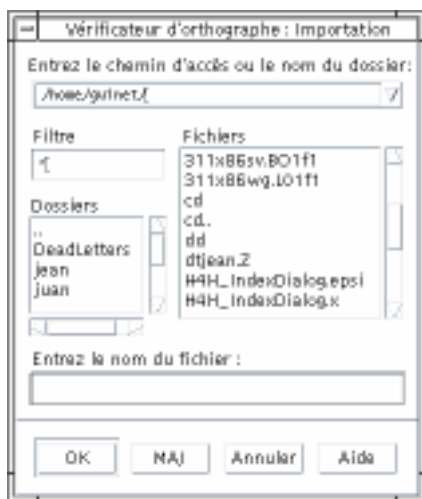 Vérificateur d'orthographe : Importation
Entrez le chemin d'accès ou le nom du dossier:
/home/guinet/[
Filtre
*[
Fichiers
311x86sv.BO1f1
311x86wg.LO1f1
cd
cd..
dd
dtjean.Z
H4H_IndexDialog.epsi
H4H_IndexDialog.x
Dossiers
..
DeadLetters
jean
juan
Entrez le nom du fichier :
OK
MAJ
Annuler
Aide